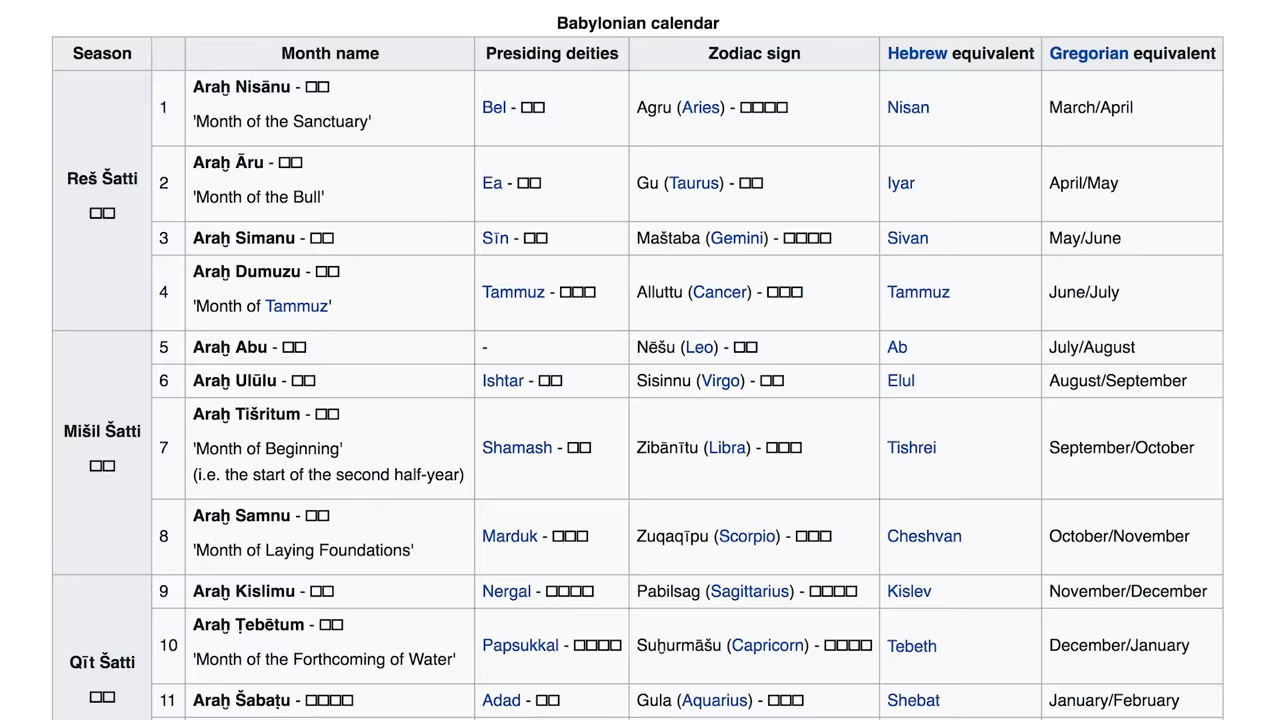 Babylonian calendar
Season Month name Presiding deities Zodiac sign Hebrew equivalent Gregorian equivalent
Reš Šatti
□□
1 Araḫ Nisānu - □□
'Month of the Sanctuary'
Bel - □□ Agru (Aries) - □□□□ Nisan March/April
2 Araḫ Āru - □□
'Month of the Bull'
Ea - □□ Gu (Taurus) - □□ Iyar April/May
3 Araḫ Simanu - □□ Sīn - □□ Maštaba (Gemini) - □□□□ Sivan May/June
4 Araḫ Dumuzu - □□
'Month of Tammuz'
Tammuz - □□□ Alluttu (Cancer) - □□□ Tammuz June/July
Mišil Šatti
□□
5 Araḫ Abu - □□ - Nēšu (Leo) - □□ Ab July/August
6 Araḫ Ulūlu - □□ Ishtar - □□ Sisinnu (Virgo) - □□ Elul August/September
7 Araḫ Tišritum - □□
'Month of Beginning'
(i.e. the start of the second half-year)
Shamash - □□ Zibānītu (Libra) - □□□ Tishrei September/October
8 Araḫ Samnu - □□
'Month of Laying Foundations'
Marduk - □□□ Zuqaqīpu (Scorpio) - □□□ Cheshvan October/November
Qīt Šatti
□□
9 Araḫ Kislimu - □□ Nergal - □□□□ Pabilsag (Sagittarius) - □□□□ Kislev November/December
10 Araḫ Ṭebētum - □□
'Month of the Forthcoming of Water'
Papsukkal - □□□□ Suḫurmāšu (Capricorn) - □□□□ Tebeth December/January
11 Araḫ Šabaṭu - □□□□ Adad - □□ Gula (Aquarius) - □□□ Shebat January/February